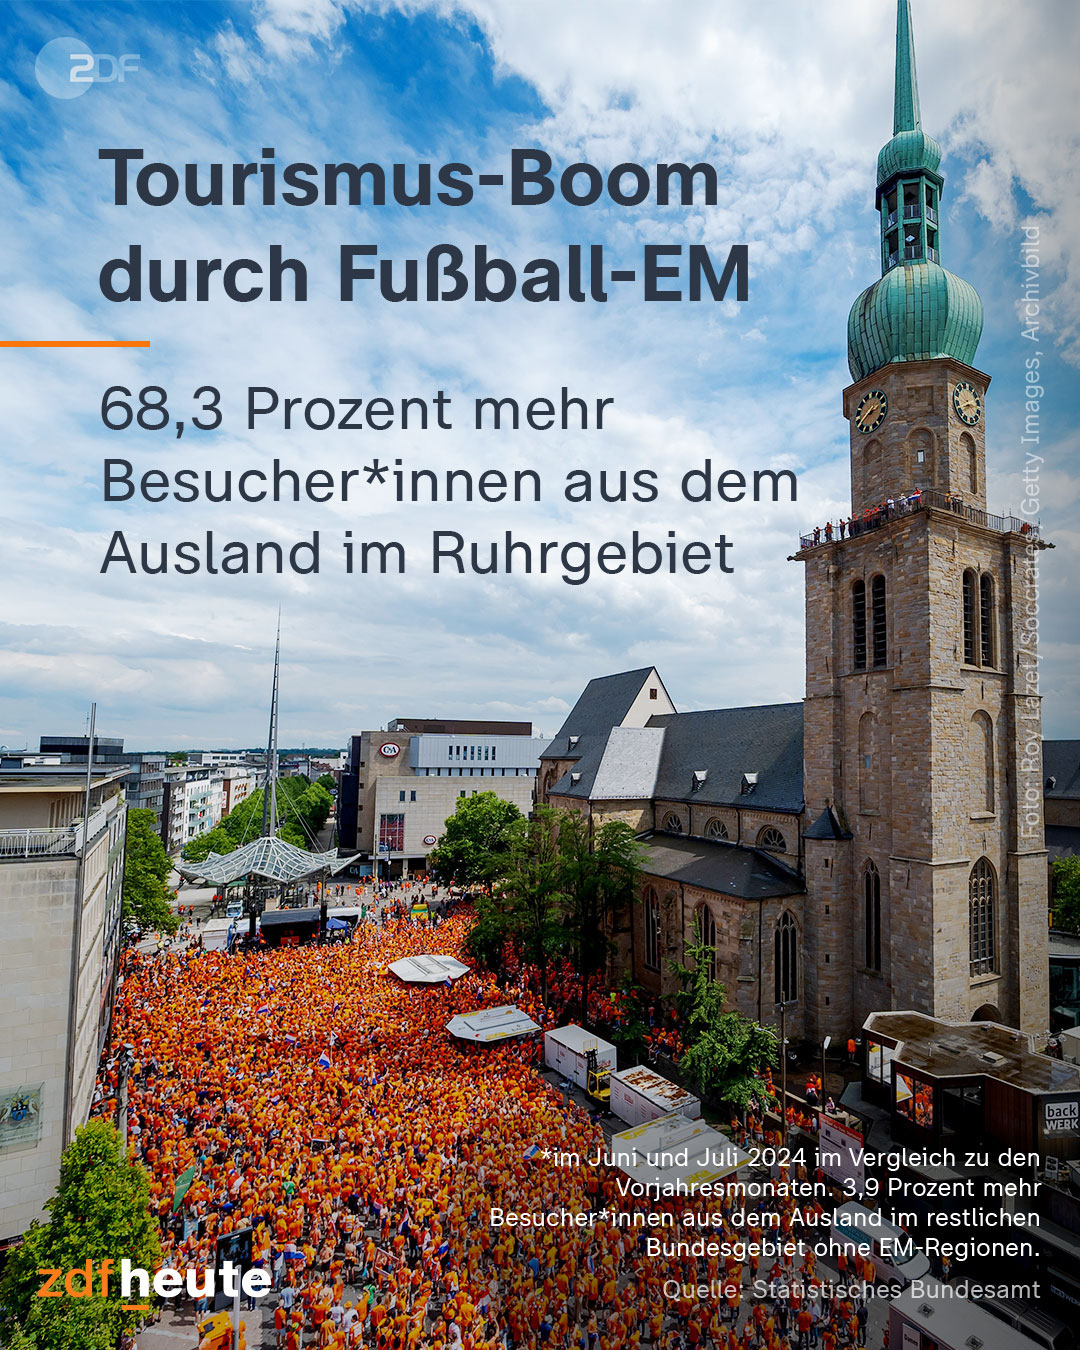 ZDF
Tourismus-Boom
durch Fußball-EM
68,3 Prozent mehr
Besucher*innen aus dem
Ausland im Ruhrgebiet
Foto: Roy Lazet/Soccrates/Getty Images, Archivbild
C&A
back
WERK
*im Juni und Juli 2024 im Vergleich zu den
Vorjahresmonaten. 3,9 Prozent mehr
Besucher*innen aus dem Ausland im restlichen
Bundesgebiet ohne EM-Regionen.
Quelle: Statistisches Bundesamt
zdfheute